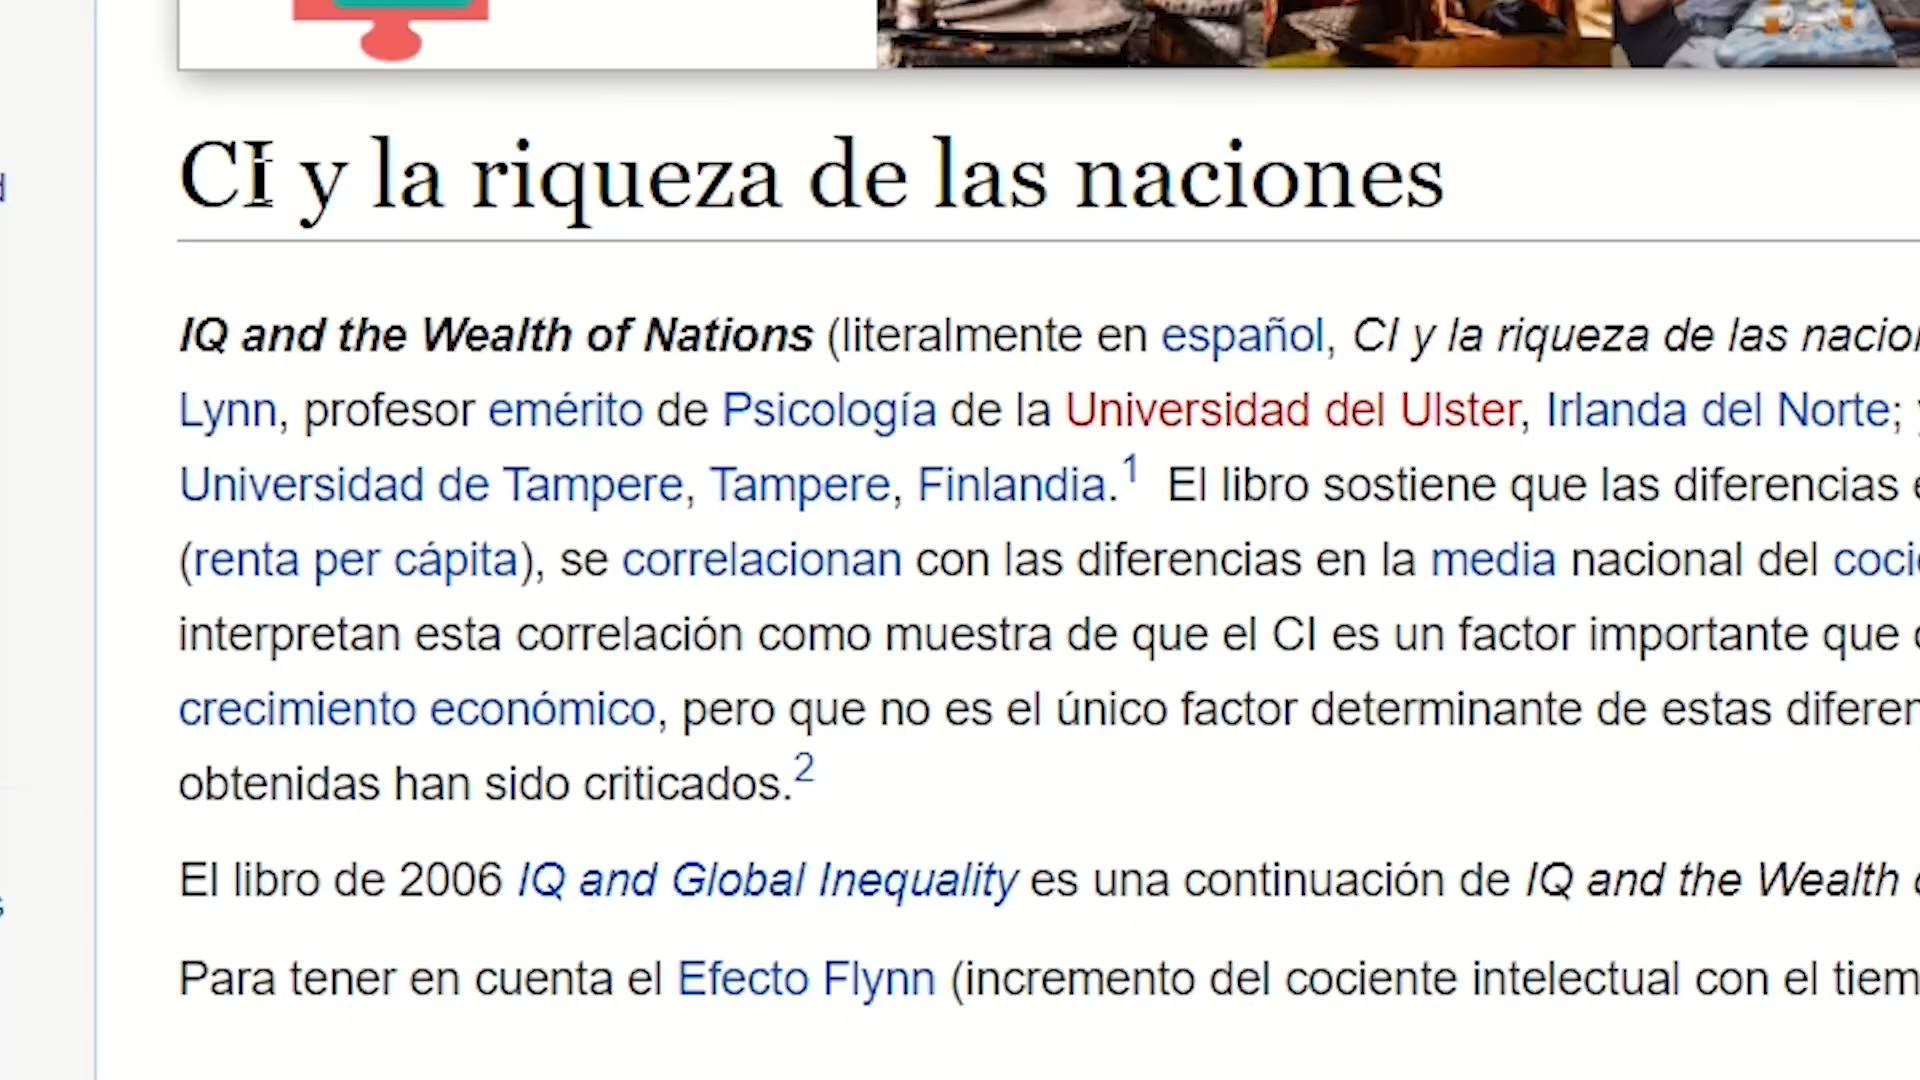 CI y la riqueza de las naciones
IQ and the Wealth of Nations (literalmente en español, CI y la riqueza de las
Lynn, profesor emérito de Psicología de la Universidad del Ulster, Irlanda del Norte;
Universidad de Tampere, Tampere, Finlandia.1 El libro sostiene que las diferencias
(renta per cápita), se correlacionan con las diferencias en la media nacional del
interpretan esta correlación como muestra de que el CI es un factor importante que
crecimiento económico, pero que no es el único factor determinante de estas
obtenidas han sido criticados.2
El libro de 2006 IQ and Global Inequality es una continuación de IQ and the Wealth
Para tener en cuenta el Efecto Flynn (incremento del cociente intelectual con el